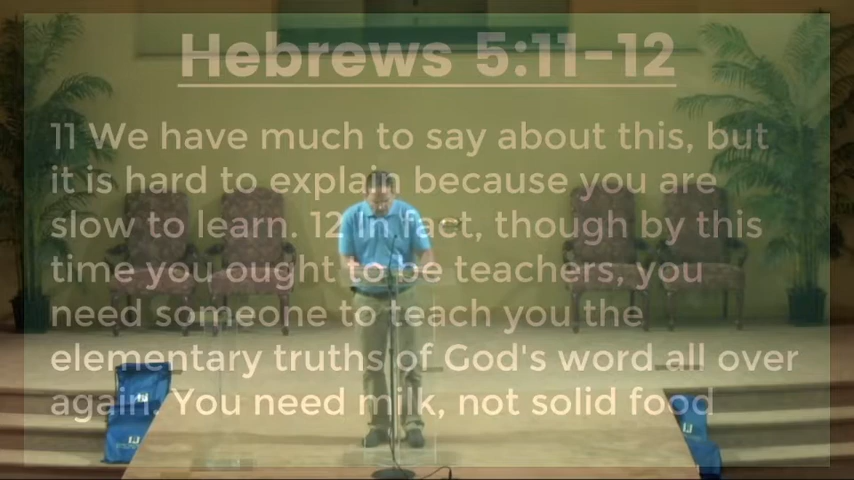 Hebrews 5:11-12
11 We have much to say about this, but
it is hard to explain because you are
slow to learn. 12 In fact, though by this
time you ought to be teachers, you
need someone to teach you the
elementary truths of God's word all over
again. You need milk, not solid food